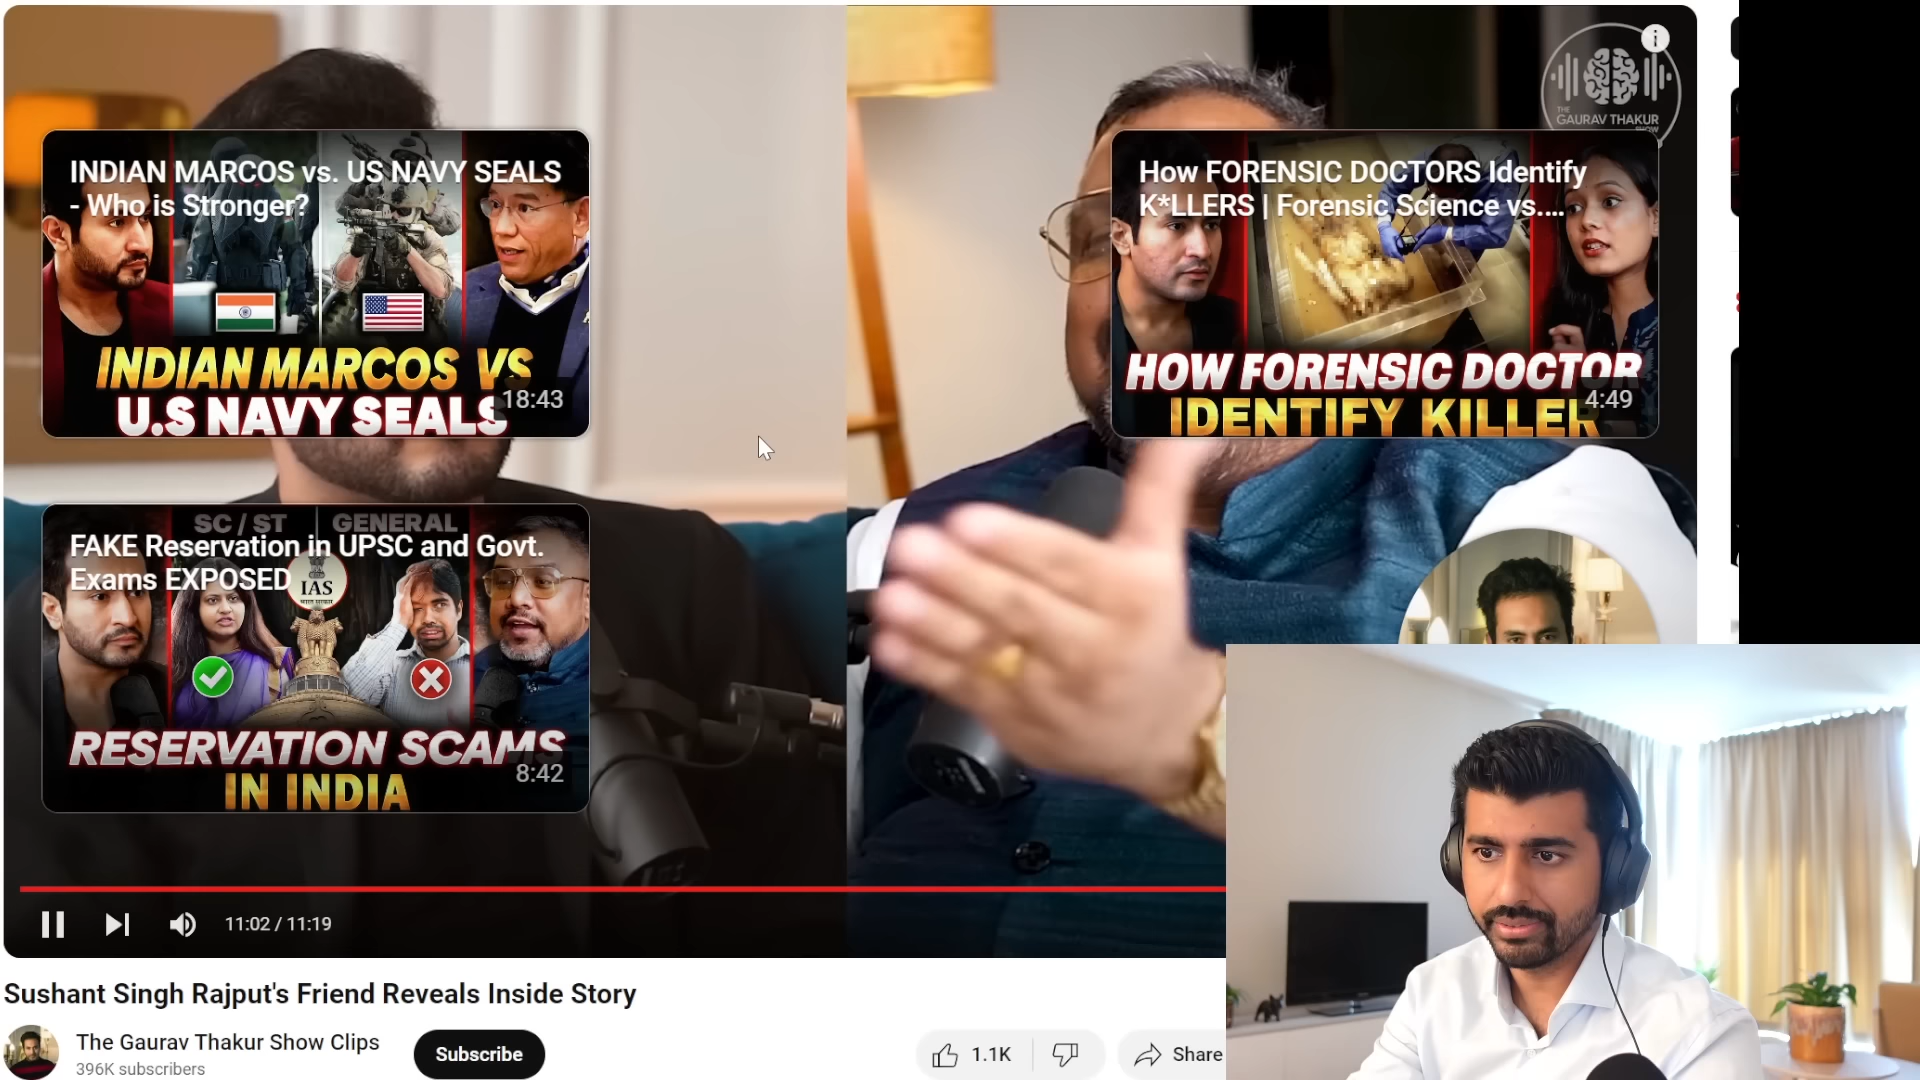 INDIAN MARCOS vs. US NAVY SEALS
- Who is Stronger?
INDIAN MARCOS VS
U.S NAVY SEALS
18:43
THE
GAURAV THAKUR
SHOW
How FORENSIC DOCTORS Identify
K*LLERS | Forensic Science vs....
HOW FORENSIC DOCTOR
IDENTIFY KILLER
4:49
SC / ST GENERAL
FAKE Reservation in UPSC and Govt.
Exams EXPOSED
IAS
RESERVATION SCAMS
IN INDIA
8:42
11:02 / 11:19
Sushant Singh Rajput's Friend Reveals Inside Story
The Gaurav Thakur Show Clips
396K subscribers
Subscribe
1.1K
Share